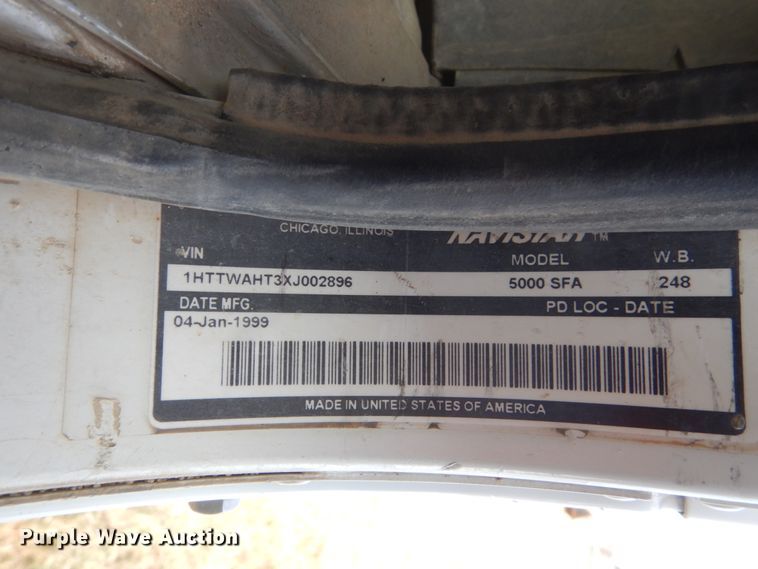 CHICAGO, ILLINOIS NAVISTAR TM
VIN MODEL W.B.
1HTTWAHT3XJ002896 5000 SFA 248
DATE MFG. PD LOC - DATE
04-Jan-1999
MADE IN UNITED STATES OF AMERICA
Purple Wave Auction